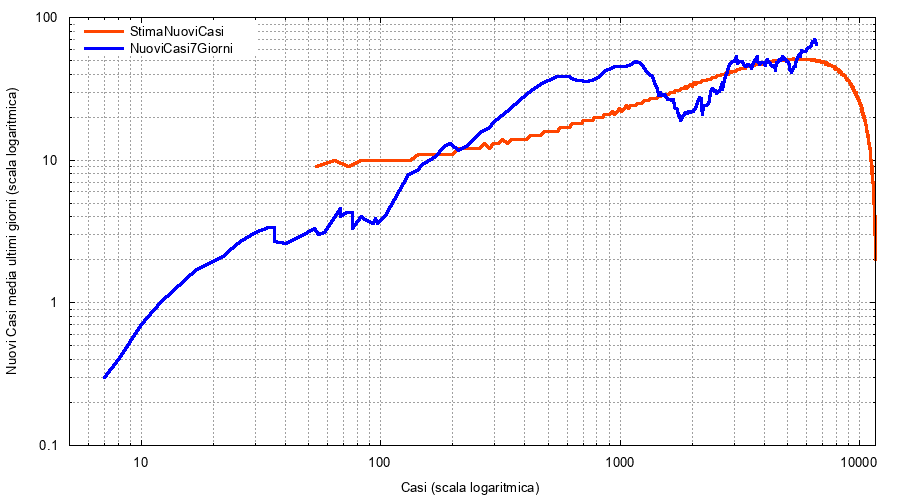 100
StimaNuoviCasi
NuoviCasi7Giorni
10
1
0.1
Nuovi Casi media ultimi giorni (scala logaritmica)
10
100
1000
10000
Casi (scala logaritmica)